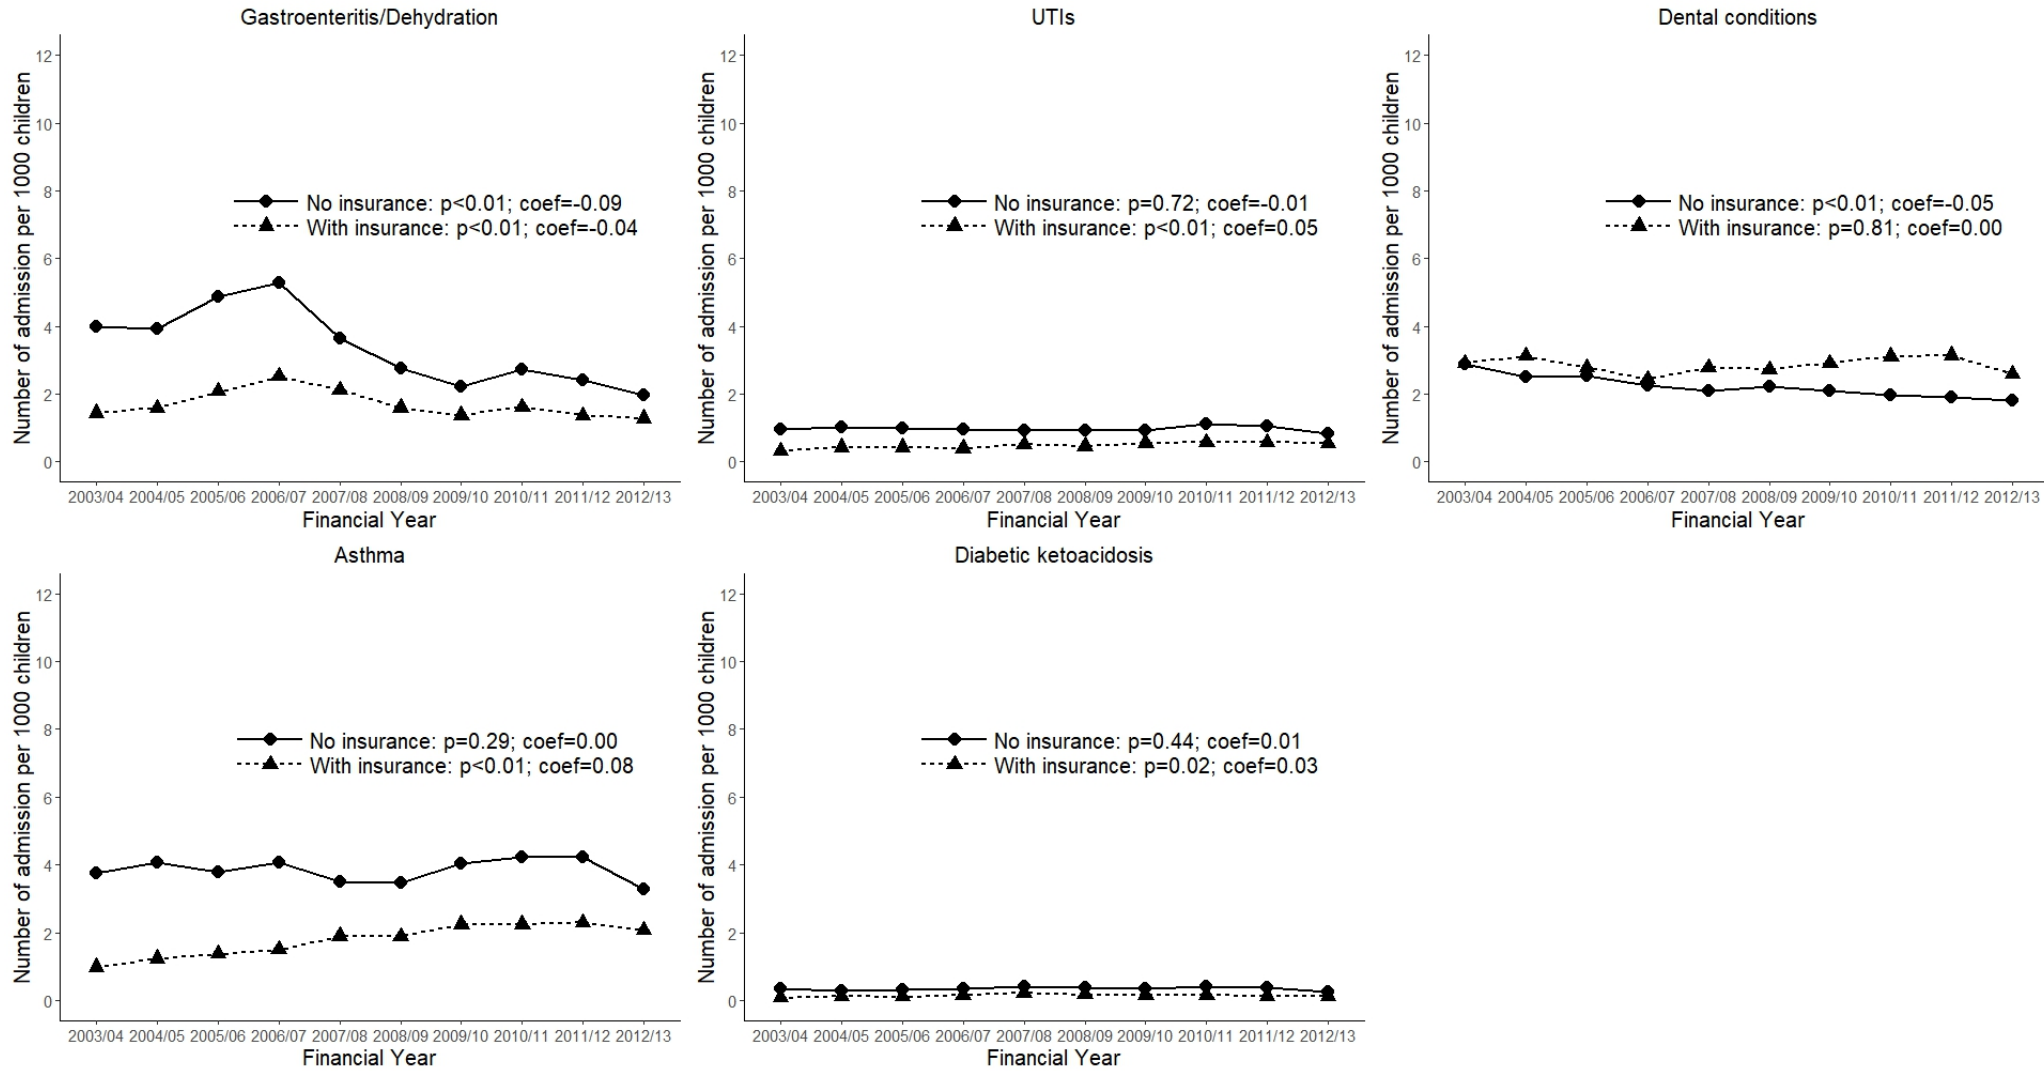 Gastroenteritis/Dehydration
Number of admission per 1000 children
12
10
8
6
4
2
0
No insurance: p<0.01; coef=-0.09
With insurance: p<0.01; coef=-0.04
2003/04 2004/05 2005/06 2006/07 2007/08 2008/09 2009/10 2010/11 2011/12 2012/13
Financial Year
UTIs
Number of admission per 1000 children
12
10
8
6
4
2
0
No insurance: p=0.72; coef=-0.01
With insurance: p<0.01; coef=0.05
2003/04 2004/05 2005/06 2006/07 2007/08 2008/09 2009/10 2010/11 2011/12 2012/13
Financial Year
Dental conditions
Number of admission per 1000 children
12
10
8
6
4
2
0
No insurance: p<0.01; coef=-0.05
With insurance: p=0.81; coef=0.00
2003/04 2004/05 2005/06 2006/07 2007/08 2008/09 2009/10 2010/11 2011/12 2012/13
Financial Year
Asthma
Number of admission per 1000 children
12
10
8
6
4
2
0
No insurance: p=0.29; coef=0.00
With insurance: p<0.01; coef=0.08
2003/04 2004/05 2005/06 2006/07 2007/08 2008/09 2009/10 2010/11 2011/12 2012/13
Financial Year
Diabetic ketoacidosis
Number of admission per 1000 children
12
10
8
6
4
2
0
No insurance: p=0.44; coef=0.01
With insurance: p=0.02; coef=0.03
2003/04 2004/05 2005/06 2006/07 2007/08 2008/09 2009/10 2010/11 2011/12 2012/13
Financial Year